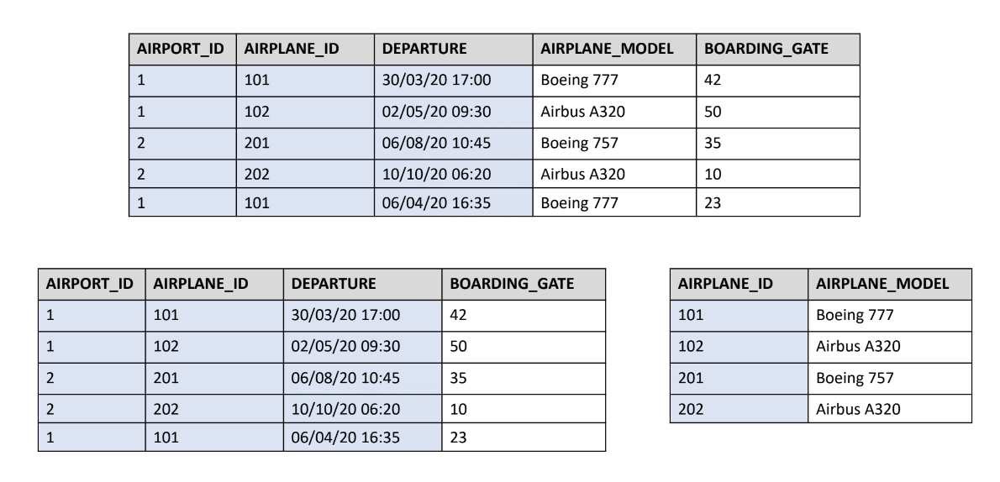 AIRPORT_ID AIRPLANE_ID DEPARTURE AIRPLANE_MODEL BOARDING_GATE
1 101 30/03/20 17:00 Boeing 777 42
1 102 02/05/20 09:30 Airbus A320 50
2 201 06/08/20 10:45 Boeing 757 35
2 202 10/10/20 06:20 Airbus A320 10
1 101 06/04/20 16:35 Boeing 777 23
AIRPORT_ID AIRPLANE_ID DEPARTURE BOARDING_GATE
1 101 30/03/20 17:00 42
1 102 02/05/20 09:30 50
2 201 06/08/20 10:45 35
2 202 10/10/20 06:20 10
1 101 06/04/20 16:35 23
AIRPLANE_ID AIRPLANE_MODEL
101 Boeing 777
102 Airbus A320
201 Boeing 757
202 Airbus A320